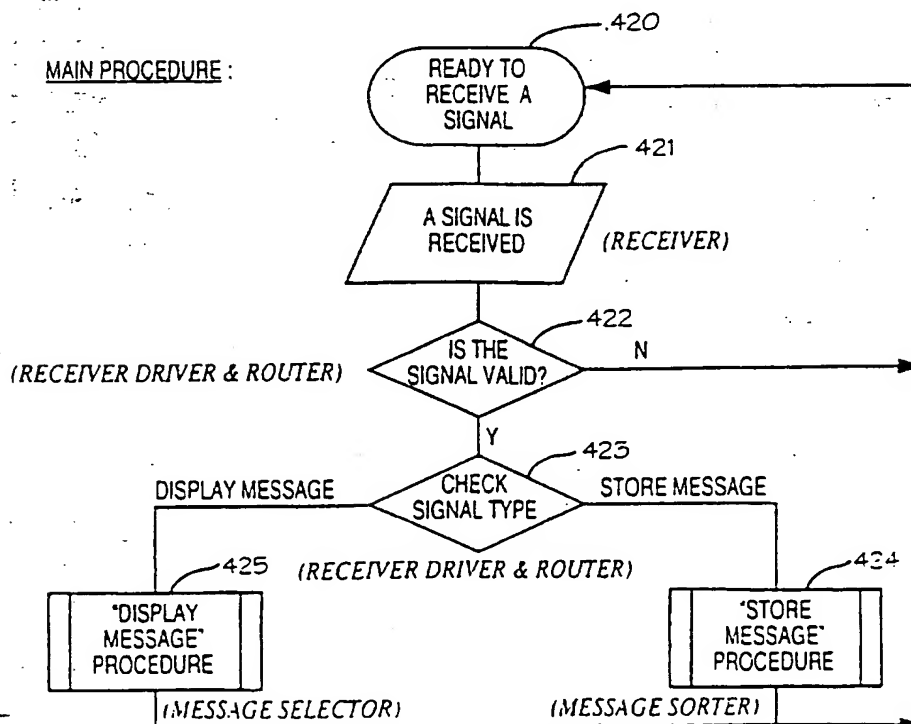 .420
MAIN PROCEDURE :
READY TO
RECEIVE A
SIGNAL
421
A SIGNAL IS
RECEIVED
(RECEIVER)
422
IS THE
SIGNAL VALID?
N
(RECEIVER DRIVER & ROUTER)
Y
423
DISPLAY MESSAGE
CHECK
SIGNAL TYPE
STORE MESSAGE
(RECEIVER DRIVER & ROUTER)
425
424
"DISPLAY
MESSAGE"
PROCEDURE
"STORE
MESSAGE"
PROCEDURE
(MESSAGE SELECTOR)
(MESSAGE SORTER)